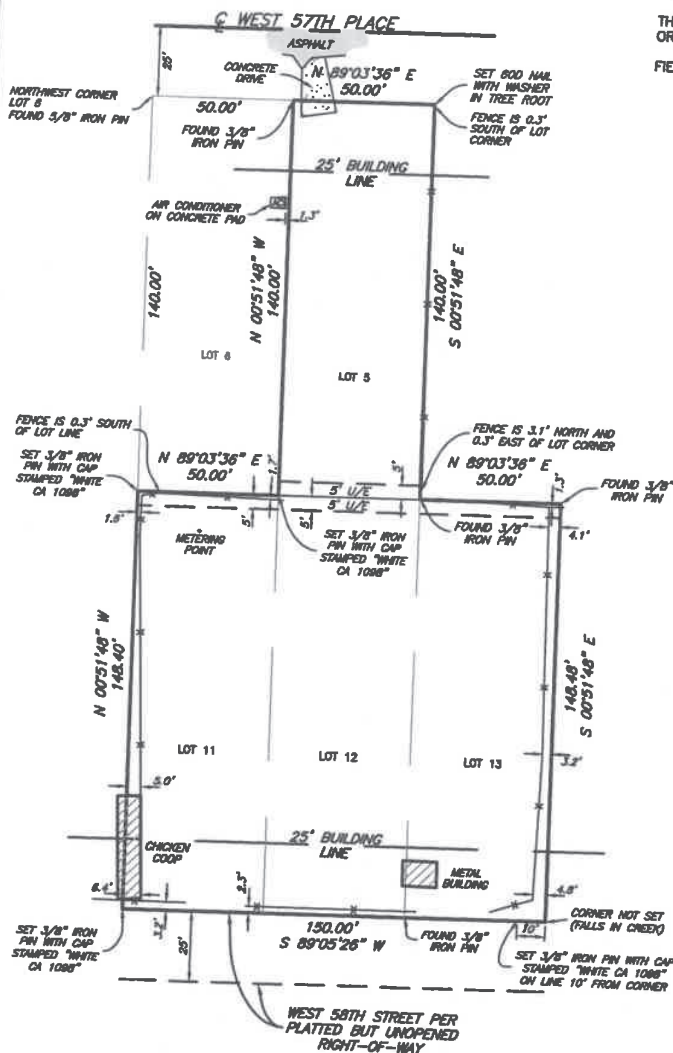 ℄ WEST 57TH PLACE
TH
OR
FIE
ASPHALT
CONCRETE
DRIVE
25'
N 89°03'36" E
50.00'
SET 60D NAIL
WITH WASHER
IN TREE ROOT
NORTHWEST CORNER
LOT 6
FOUND 5/8" IRON PIN
50.00'
FOUND 3/8"
IRON PIN
FENCE IS 0.3'
SOUTH OF LOT
CORNER
25' BUILDING
LINE
AIR CONDITIONER
ON CONCRETE PAD
1.3'
140.00'
N 00°51'48" W
140.00'
140.00'
S 00°51'48" E
LOT 6
LOT 5
FENCE IS 0.3' SOUTH
OF LOT LINE
FENCE IS 3.1' NORTH AND
0.3' EAST OF LOT CORNER
SET 3/8" IRON
PIN WITH CAP
STAMPED "WHITE
CA 1098"
N 89°03'36" E
50.00'
1.7'
5'
N 89°03'36" E
50.00'
1.3'
FOUND 3/8"
IRON PIN
5' U/E
5' U/E
1.6'
5'
5'
METERING
POINT
SET 3/8" IRON
PIN WITH CAP
STAMPED "WHITE
CA 1098"
FOUND 3/8"
IRON PIN
4.1'
N 00°51'48" W
148.40'
148.48'
S 00°51'48" E
LOT 11
LOT 12
LOT 13
3.2'
5.0'
25' BUILDING
LINE
CHICKEN
COOP
METAL
BUILDING
6.4'
2.3'
4.8'
3.2'
25'
150.00'
S 89°05'26" W
FOUND 3/8"
IRON PIN
10'
CORNER NOT SET
(FALLS IN CREEK)
SET 3/8" IRON
PIN WITH CAP
STAMPED "WHITE
CA 1098"
SET 3/8" IRON PIN WITH CAP
STAMPED "WHITE CA 1098"
ON LINE 10' FROM CORNER
WEST 58TH STREET PER
PLATTED BUT UNOPENED
RIGHT-OF-WAY